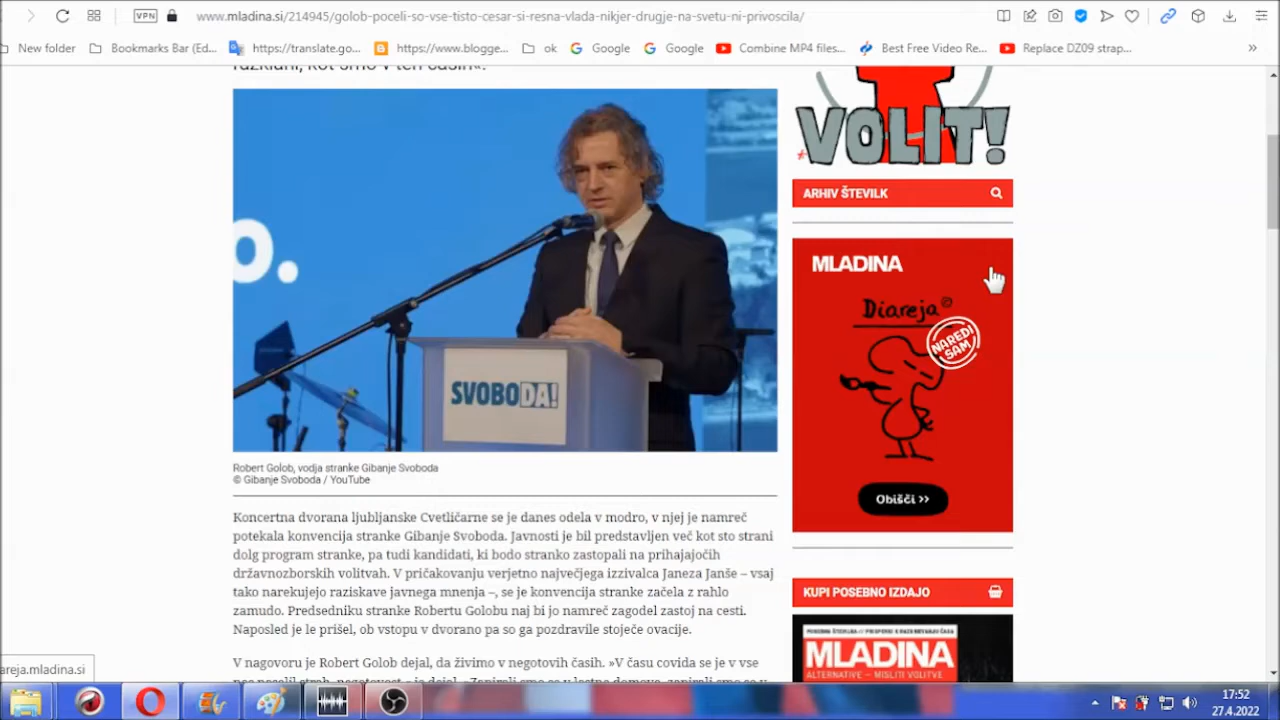 VPN
www.mladina.si/214945/golob-poceli-so-vse-tisto-cesar-si-resna-vlada-nikjer-drugje-na-svetu-ni-privoscila/
New folder
Bookmarks Bar (Ed...
https://translate.go...
https://www.blogge...
ok
Google
Google
Combine MP4 files...
Best Free Video Re...
Replace DZ09 strap...
»
razklani, kot smo v teh časih«.
o.
SVOBODA!
Robert Golob, vodja stranke Gibanje Svoboda
© Gibanje Svoboda / YouTube
Koncertna dvorana ljubljanske Cvetličarne se je danes odela v modro, v njej je namreč
potekala konvencija stranke Gibanje Svoboda. Javnosti je bil predstavljen več kot sto strani
dolg program stranke, pa tudi kandidati, ki bodo stranko zastopali na prihajajočih
državnozborskih volitvah. V pričakovanju verjetno največjega izzivalca Janeza Janše – vsaj
tako narekujejo raziskave javnega mnenja –, se je konvencija stranke začela z rahlo
zamudo. Predsedniku stranke Robertu Golobu naj bi jo namreč zagodel zastoj na cesti.
Naposled je le prišel, ob vstopu v dvorano pa so ga pozdravile stoječe ovacije.
V nagovoru je Robert Golob dejal, da živimo v negotovih časih. »V času covida se je v vse
VOLIT!
ARHIV ŠTEVILK
MLADINA
Diareja©
NAREDI
SAM
Obišči >>
KUPI POSEBNO IZDAJO
MLADINA
ALTERNATIVE – MISLITI VOLITVE
areja.mladina.si
17:52
27.4.2022